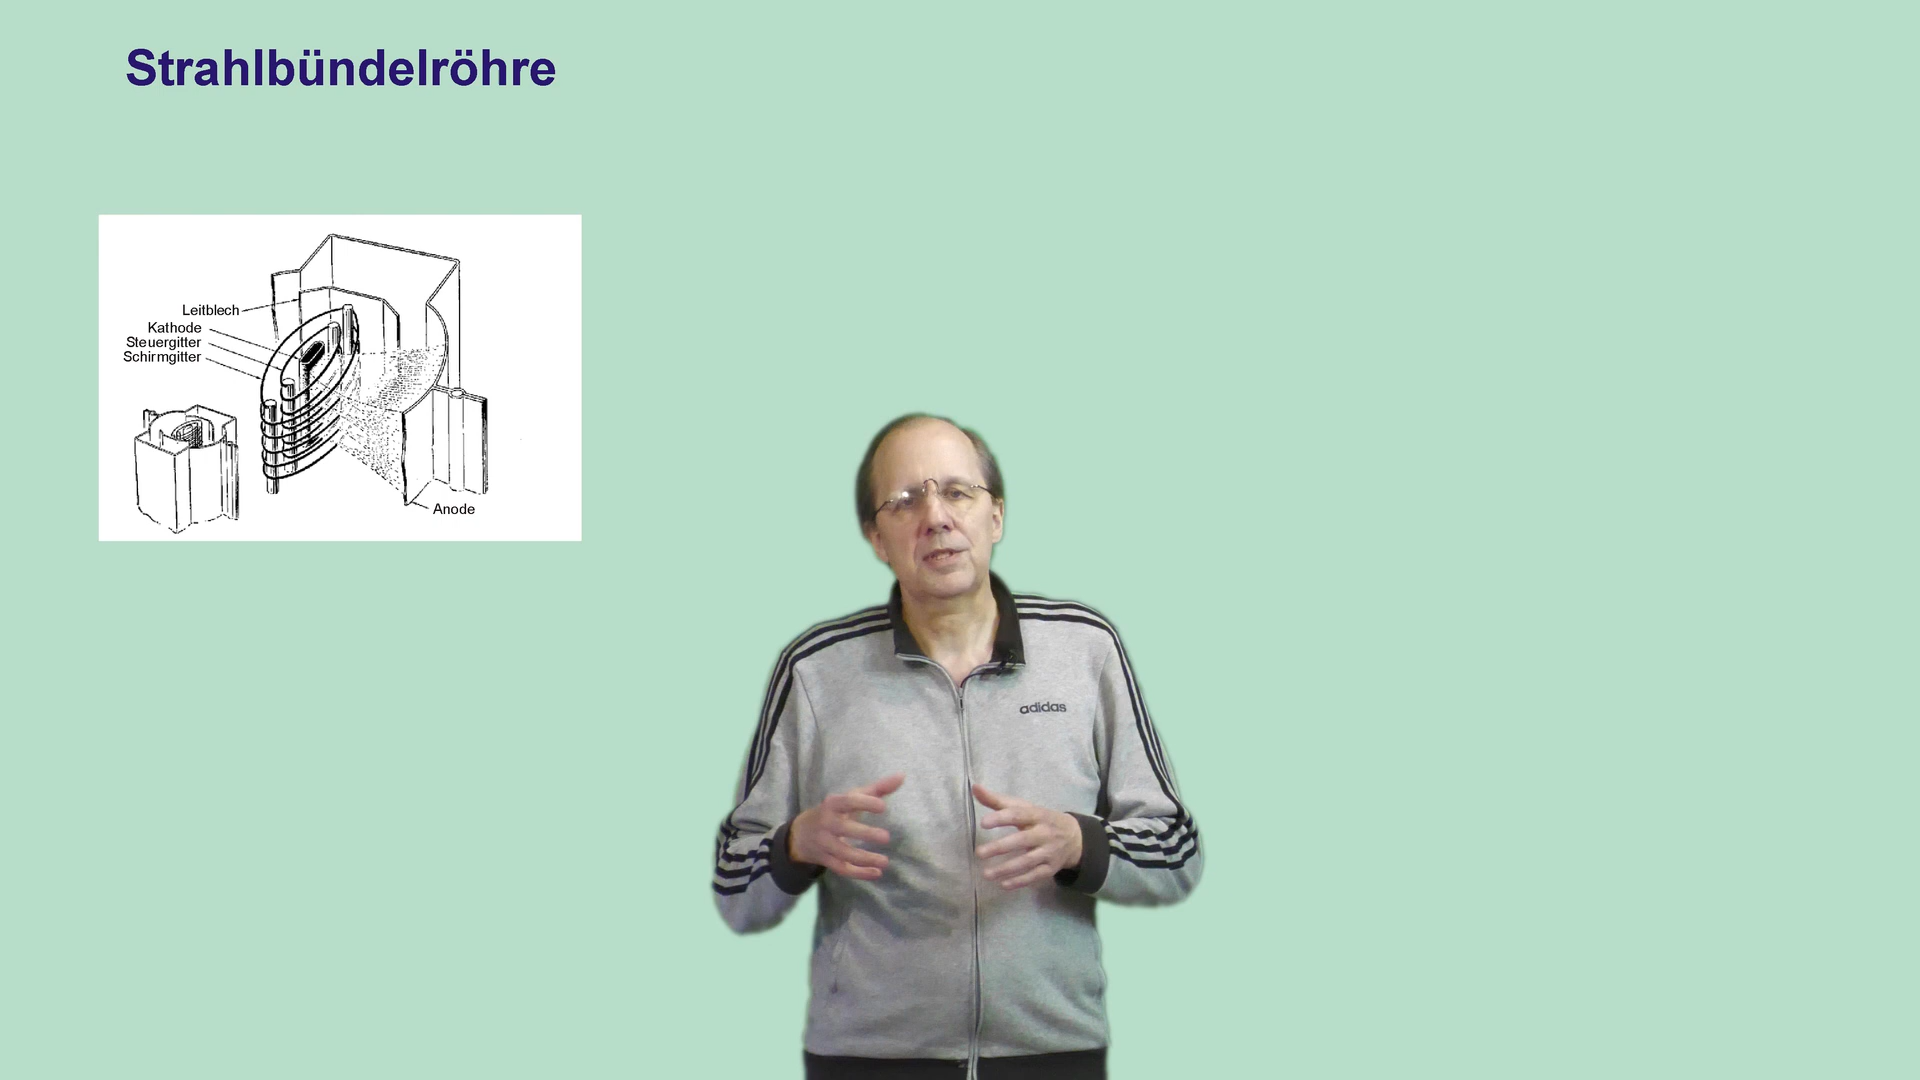 Strahlbündelröhre
Leitblech
Kathode
Steuergitter
Schirmgitter
Anode
adidas